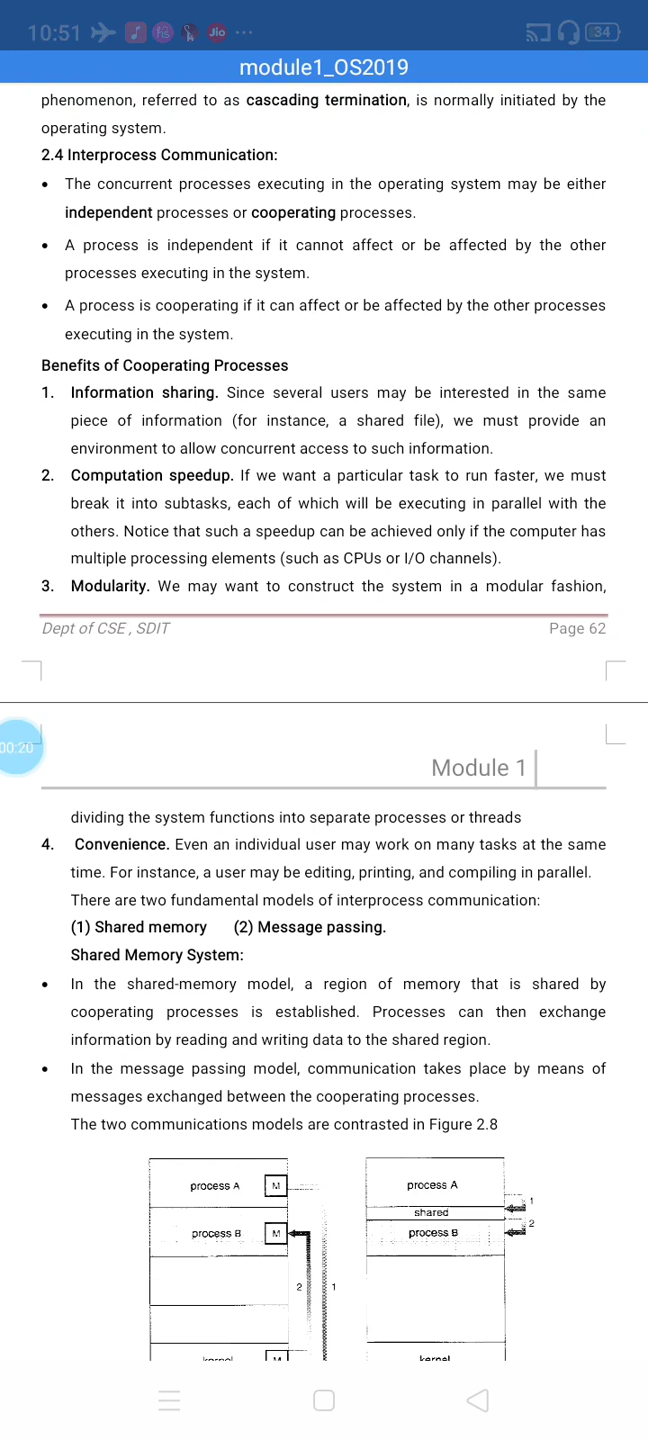 10:51
fis
Jio
34
module1_OS2019
phenomenon, referred to as cascading termination, is normally initiated by the
operating system.
2.4 Interprocess Communication:
• The concurrent processes executing in the operating system may be either
independent processes or cooperating processes.
• A process is independent if it cannot affect or be affected by the other
processes executing in the system.
• A process is cooperating if it can affect or be affected by the other processes
executing in the system.
Benefits of Cooperating Processes
1. Information sharing. Since several users may be interested in the same
piece of information (for instance, a shared file), we must provide an
environment to allow concurrent access to such information.
2. Computation speedup. If we want a particular task to run faster, we must
break it into subtasks, each of which will be executing in parallel with the
others. Notice that such a speedup can be achieved only if the computer has
multiple processing elements (such as CPUs or I/O channels).
3. Modularity. We may want to construct the system in a modular fashion,
Dept of CSE , SDIT Page 62
00:20
Module 1
dividing the system functions into separate processes or threads
4. Convenience. Even an individual user may work on many tasks at the same
time. For instance, a user may be editing, printing, and compiling in parallel.
There are two fundamental models of interprocess communication:
(1) Shared memory (2) Message passing.
Shared Memory System:
• In the shared-memory model, a region of memory that is shared by
cooperating processes is established. Processes can then exchange
information by reading and writing data to the shared region.
• In the message passing model, communication takes place by means of
messages exchanged between the cooperating processes.
The two communications models are contrasted in Figure 2.8
process A M process A
1
shared
2
process B M process B
2 1
kernel M kernel